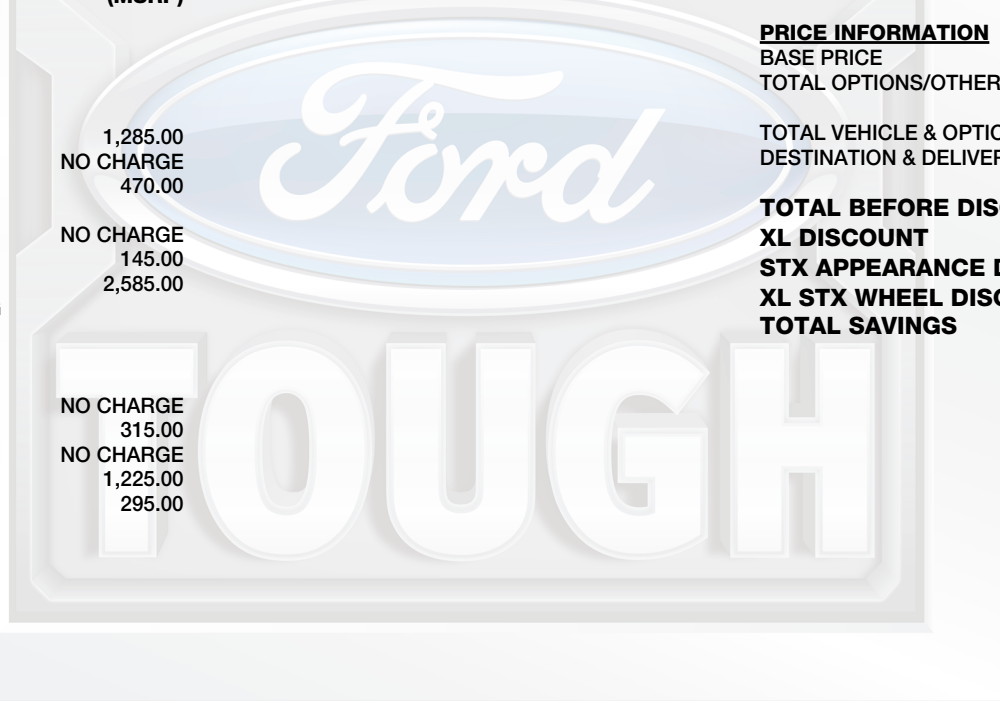 (MSRP)
1,285.00
NO CHARGE
470.00
NO CHARGE
145.00
2,585.00
NO CHARGE
315.00
NO CHARGE
1,225.00
295.00
PRICE INFORMATION
BASE PRICE
TOTAL OPTIONS/OTHER
TOTAL VEHICLE & OPTIO
DESTINATION & DELIVER
TOTAL BEFORE DISC
XL DISCOUNT
STX APPEARANCE D
XL STX WHEEL DISC
TOTAL SAVINGS
Ford
TOUGH